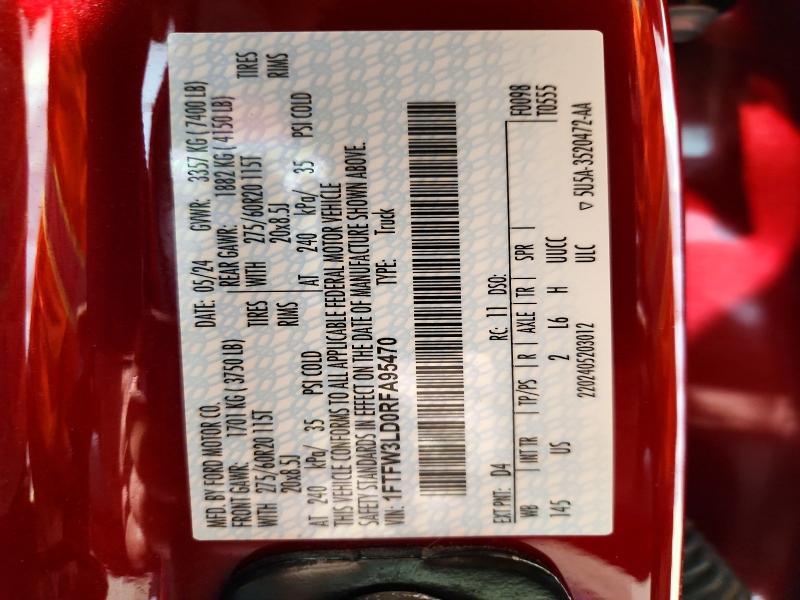 MFD. BY FORD MOTOR CO.
DATE: 05/24 GVWR: 3357 KG (7400 LB)
FRONT GAWR: 1701 KG (3750 LB)
REAR GAWR: 1882 KG (4150 LB)
WITH 275/60R20 115T TIRES
WITH 275/60R20 115T TIRES
20x8.5J RIMS
20x8.5J RIMS
AT 240 kPa/ 35 PSI COLD
AT 240 kPa/ 35 PSI COLD
THIS VEHICLE CONFORMS TO ALL APPLICABLE FEDERAL MOTOR VEHICLE
SAFETY STANDARDS IN EFFECT ON THE DATE OF MANUFACTURE SHOWN ABOVE.
VIN: 1FTFW3LD0RFA95470 TYPE: Truck
EXT PNT: D4 RC: 11 DSO: F0098
T0555
WB | INT TR | TP/PS | R | AXLE | TR | SPR |
145 US 2 L6 H UUCC
2202405203012 ULC ▽ 5U5A-3520472-AA